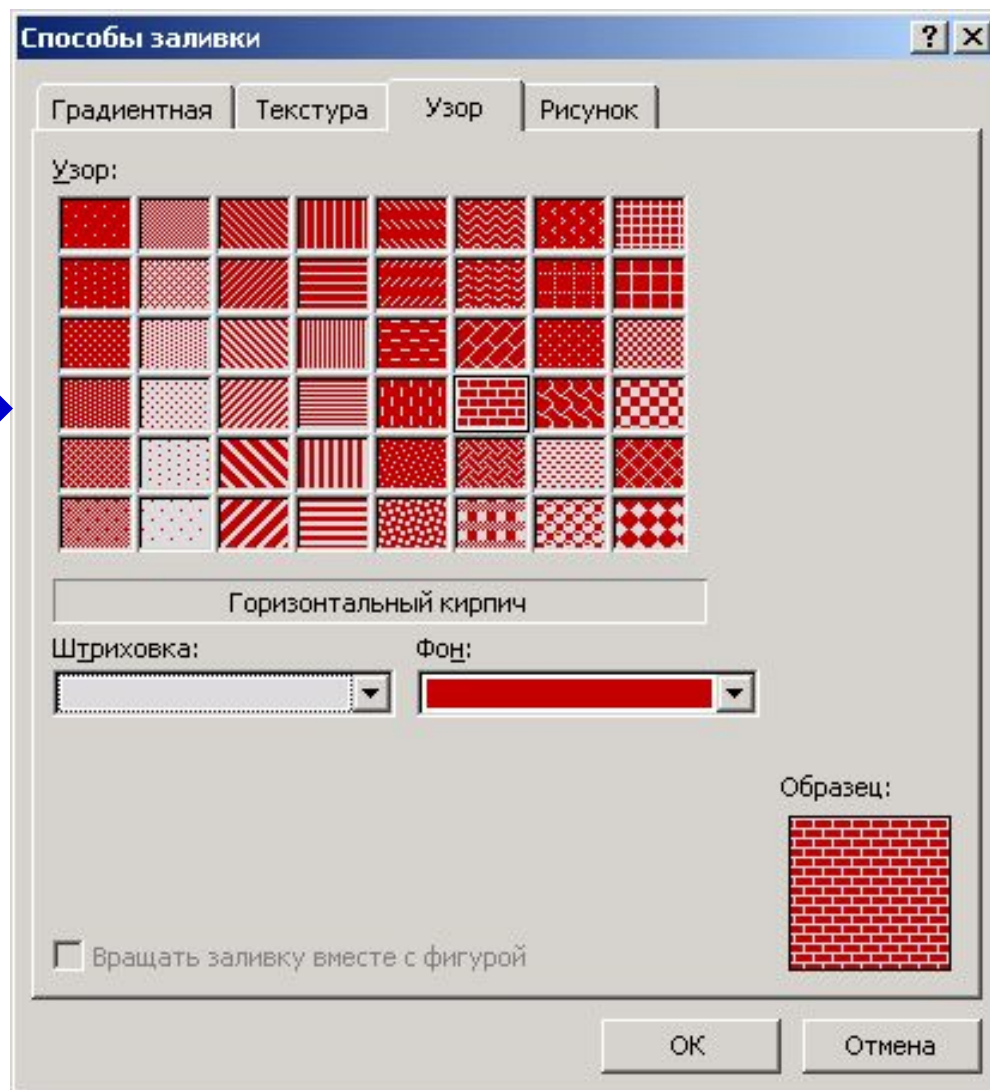 Способы заливки
Градиентная Текстура Узор Рисунок
Узор:
Горизонтальный кирпич
Штриховка: Фон:
Образец:
Вращать заливку вместе с фигурой
ОК Отмена